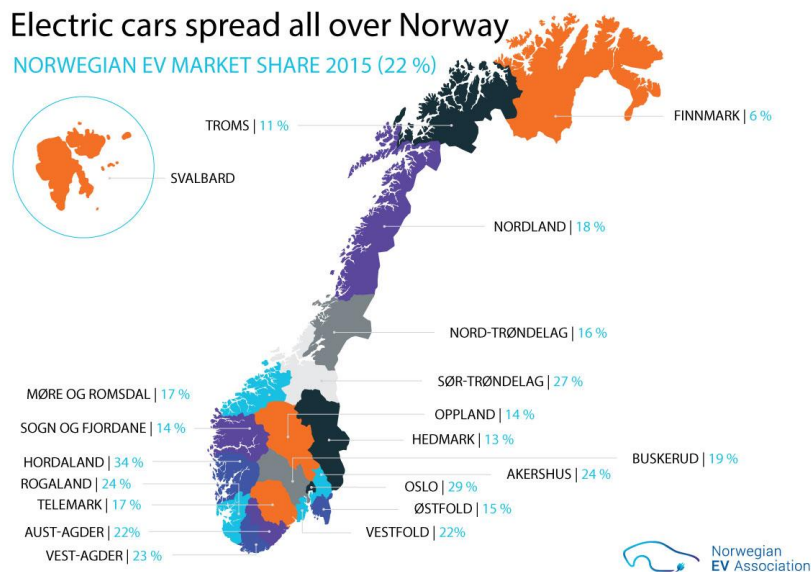 Electric cars spread all over Norway
NORWEGIAN EV MARKET SHARE 2015 (22 %)
TROMS | 11 %
FINNMARK | 6 %
SVALBARD
NORDLAND | 18 %
NORD-TRØNDELAG | 16 %
SØR-TRØNDELAG | 27 %
MØRE OG ROMSDAL | 17 %
OPPLAND | 14 %
SOGN OG FJORDANE | 14 %
HEDMARK | 13 %
BUSKERUD | 19 %
HORDALAND | 34 %
AKERSHUS | 24 %
ROGALAND | 24 %
OSLO | 29 %
TELEMARK | 17 %
ØSTFOLD | 15 %
AUST-AGDER | 22%
VESTFOLD | 22%
VEST-AGDER | 23 %
Norwegian
EV Association